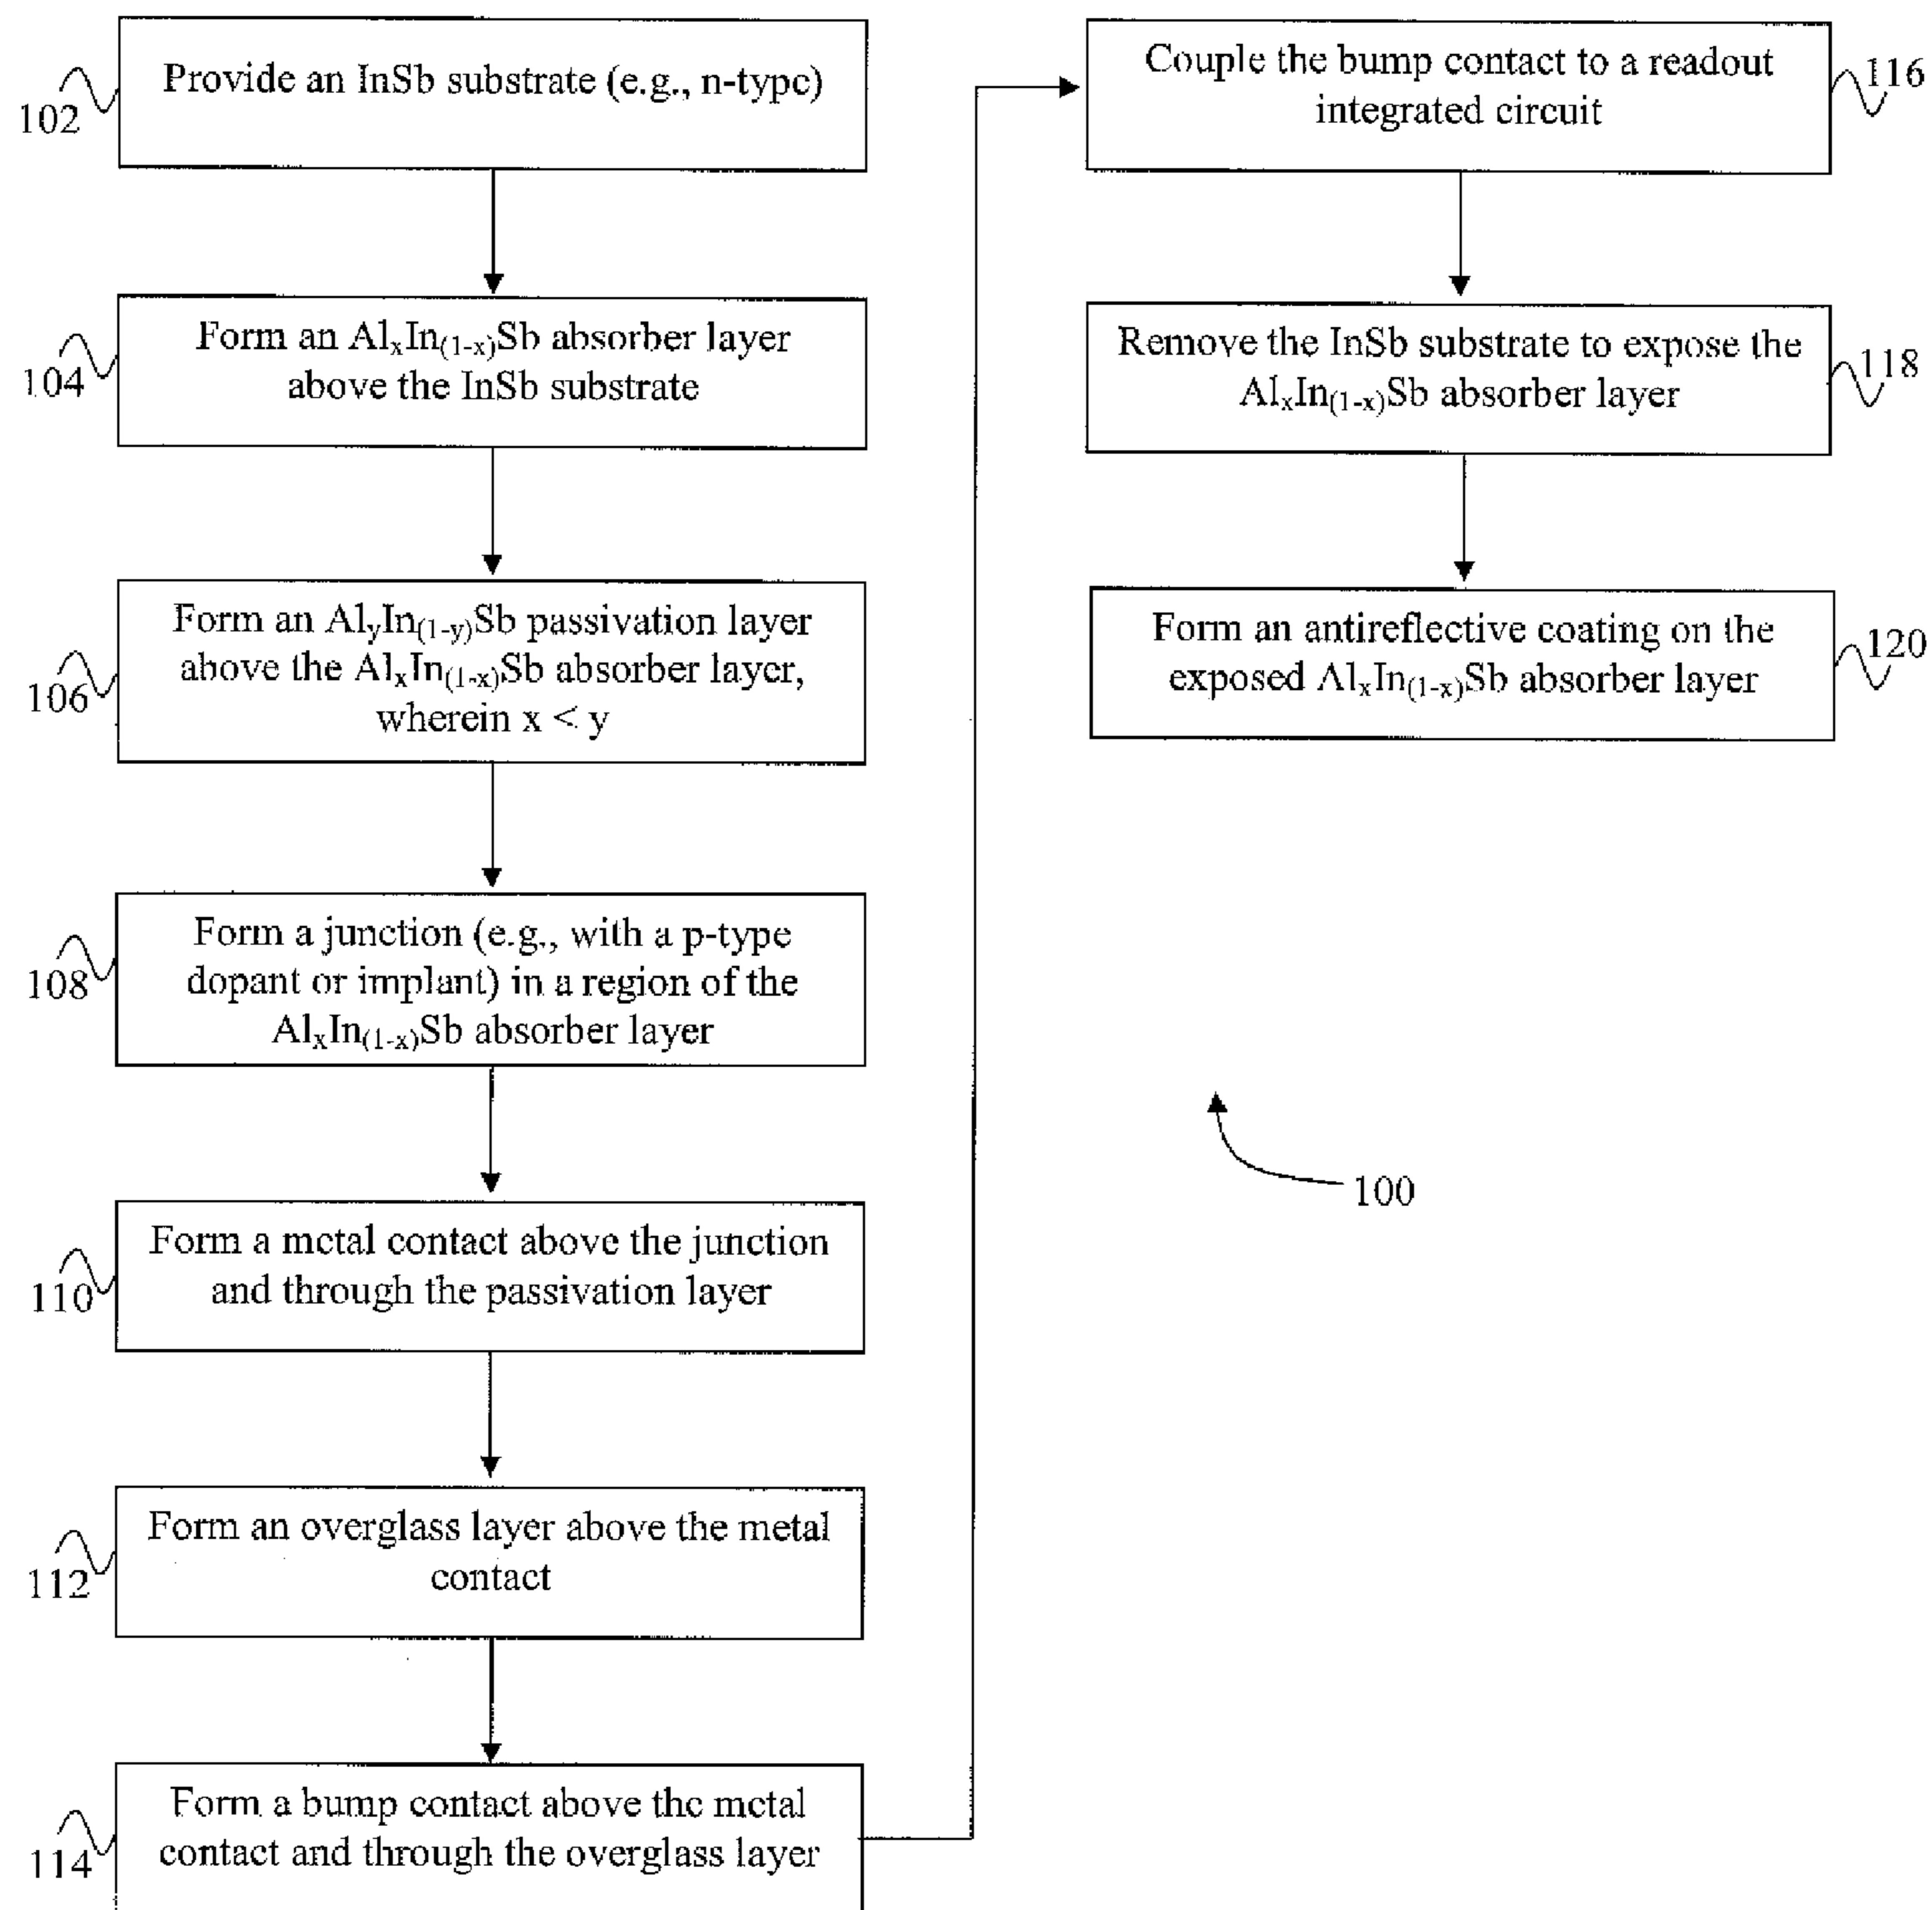 Provide an InSb substrate (e.g., n-type)
102
Form an AlxIn(1-x)Sb absorber layer
above the InSb substrate
104
Form an AlyIn(1-y)Sb passivation layer
above the AlxIn(1-x)Sb absorber layer,
wherein x < y
106
Form a junction (e.g., with a p-type
dopant or implant) in a region of the
AlxIn(1-x)Sb absorber layer
108
Form a metal contact above the junction
and through the passivation layer
110
Form an overglass layer above the metal
contact
112
Form a bump contact above the metal
contact and through the overglass layer
114
Couple the bump contact to a readout
integrated circuit
116
Remove the InSb substrate to expose the
AlxIn(1-x)Sb absorber layer
118
Form an antireflective coating on the
exposed AlxIn(1-x)Sb absorber layer
120
100